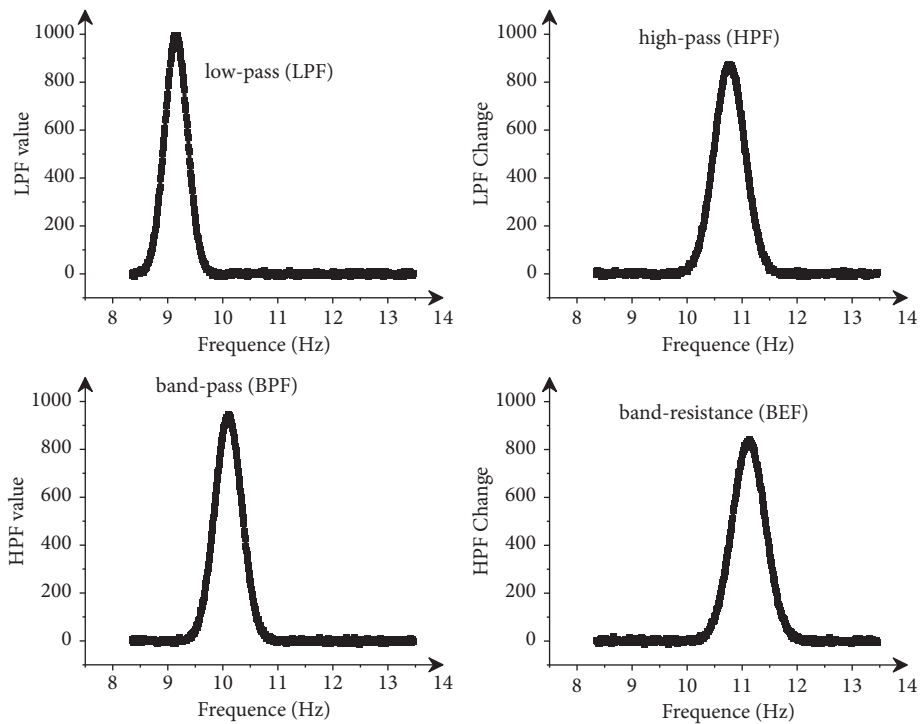 1000
800
600
400
200
0
LPF value
low-pass (LPF)
8 9 10 11 12 13 14
Frequence (Hz)
1000
800
600
400
200
0
LPF Change
high-pass (HPF)
8 9 10 11 12 13 14
Frequence (Hz)
band-pass (BPF)
1000
800
600
400
200
0
HPF value
8 9 10 11 12 13 14
Frequence (Hz)
1000
800
600
400
200
0
HPF Change
band-resistance (BEF)
8 9 10 11 12 13 14
Frequence (Hz)